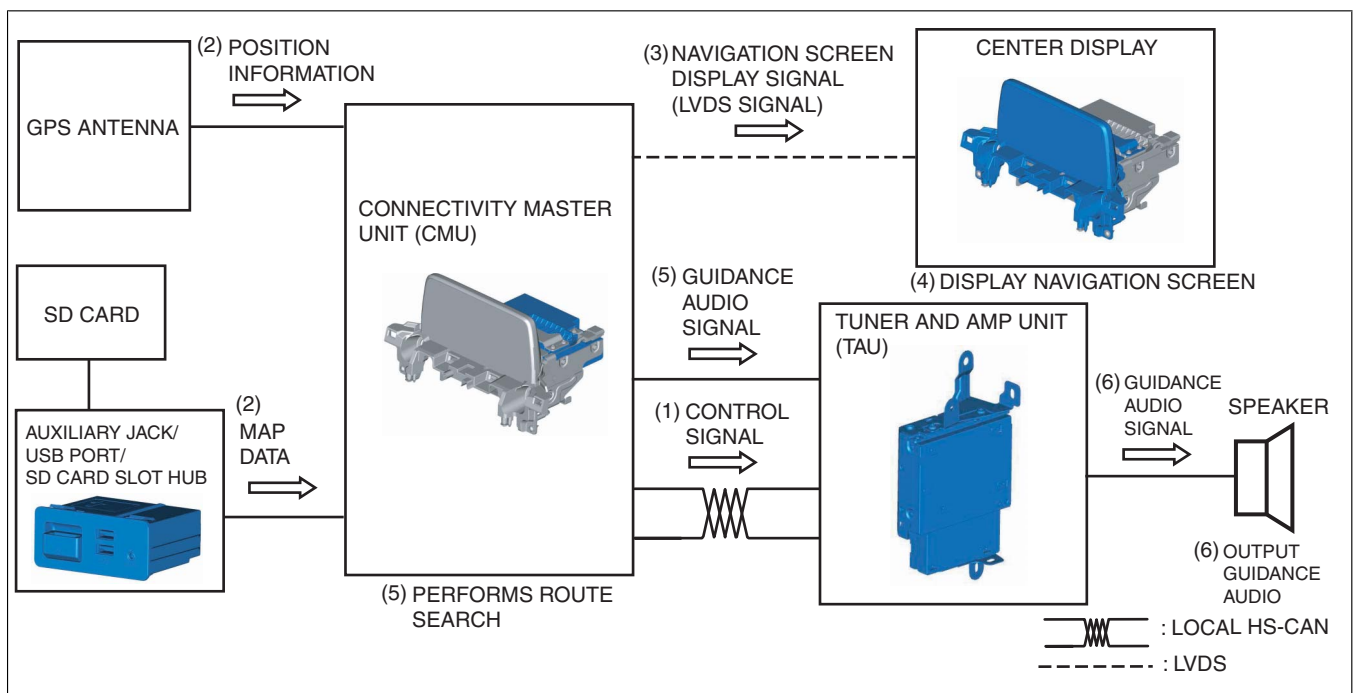 GPS ANTENNA
(2) POSITION
INFORMATION
(3) NAVIGATION SCREEN
DISPLAY SIGNAL
(LVDS SIGNAL)
CENTER DISPLAY
(4) DISPLAY NAVIGATION SCREEN
CONNECTIVITY MASTER
UNIT (CMU)
SD CARD
AUXILIARY JACK/
USB PORT/
SD CARD SLOT HUB
(2)
MAP
DATA
(5) PERFORMS ROUTE
SEARCH
(5) GUIDANCE
AUDIO
SIGNAL
(1) CONTROL
SIGNAL
TUNER AND AMP UNIT
(TAU)
(6) GUIDANCE
AUDIO
SIGNAL
SPEAKER
(6) OUTPUT
GUIDANCE
AUDIO
: LOCAL HS-CAN
: LVDS